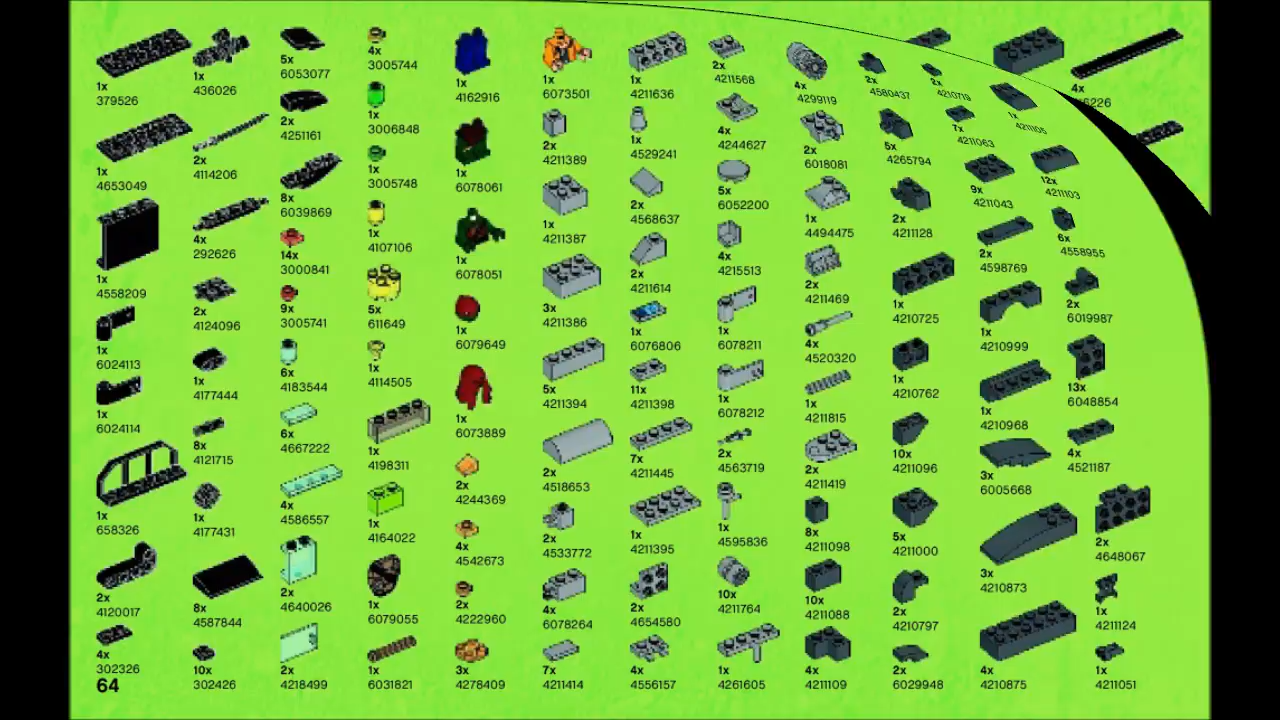 1x
379526
1x
4653049
1x
4558209
1x
6024113
1x
6024114
1x
658326
2x
4120017
4x
302326
64
1x
436026
2x
4114206
4x
292626
2x
4124096
1x
4177444
8x
4121715
1x
4177431
8x
4587844
10x
302426
5x
6053077
2x
4251161
8x
6039869
14x
3000841
9x
3005741
6x
4183544
6x
4667222
4x
4586557
2x
4640026
2x
4218499
4x
3005744
1x
3006848
1x
3005748
1x
4107106
5x
611649
1x
4114505
1x
4198311
1x
4164022
1x
6079055
1x
6031821
1x
4162916
1x
6078061
1x
6078051
1x
6079649
1x
6073889
2x
4244369
4x
4542673
2x
4222960
3x
4278409
1x
6073501
2x
4211389
1x
4211387
3x
4211386
5x
4211394
2x
4518653
2x
4533772
4x
6078264
7x
4211414
1x
4211636
1x
4529241
2x
4568637
2x
4211614
1x
6076806
11x
4211398
7x
4211445
1x
4211395
2x
4654580
4x
4556157
2x
4211568
4x
4244627
5x
6052200
4x
4215513
1x
6078211
1x
6078212
2x
4563719
1x
4595836
10x
4211764
1x
4261605
4x
4299119
2x
6018081
1x
4494475
2x
4211469
4x
4520320
1x
4211815
2x
4211419
8x
4211098
10x
4211088
4x
4211109
2x
4580437
5x
4265794
2x
4211128
1x
4210725
1x
4210762
10x
4211096
5x
4211000
2x
4210797
2x
6029948
2x
4210719
7x
4211063
9x
4211043
2x
4598769
1x
4210999
1x
4210968
3x
6005668
3x
4210873
4x
4210875
1x
4211105
12x
4211103
6x
4558955
2x
6019987
13x
6048854
4x
4521187
2x
4648067
1x
4211124
1x
4211051
4x